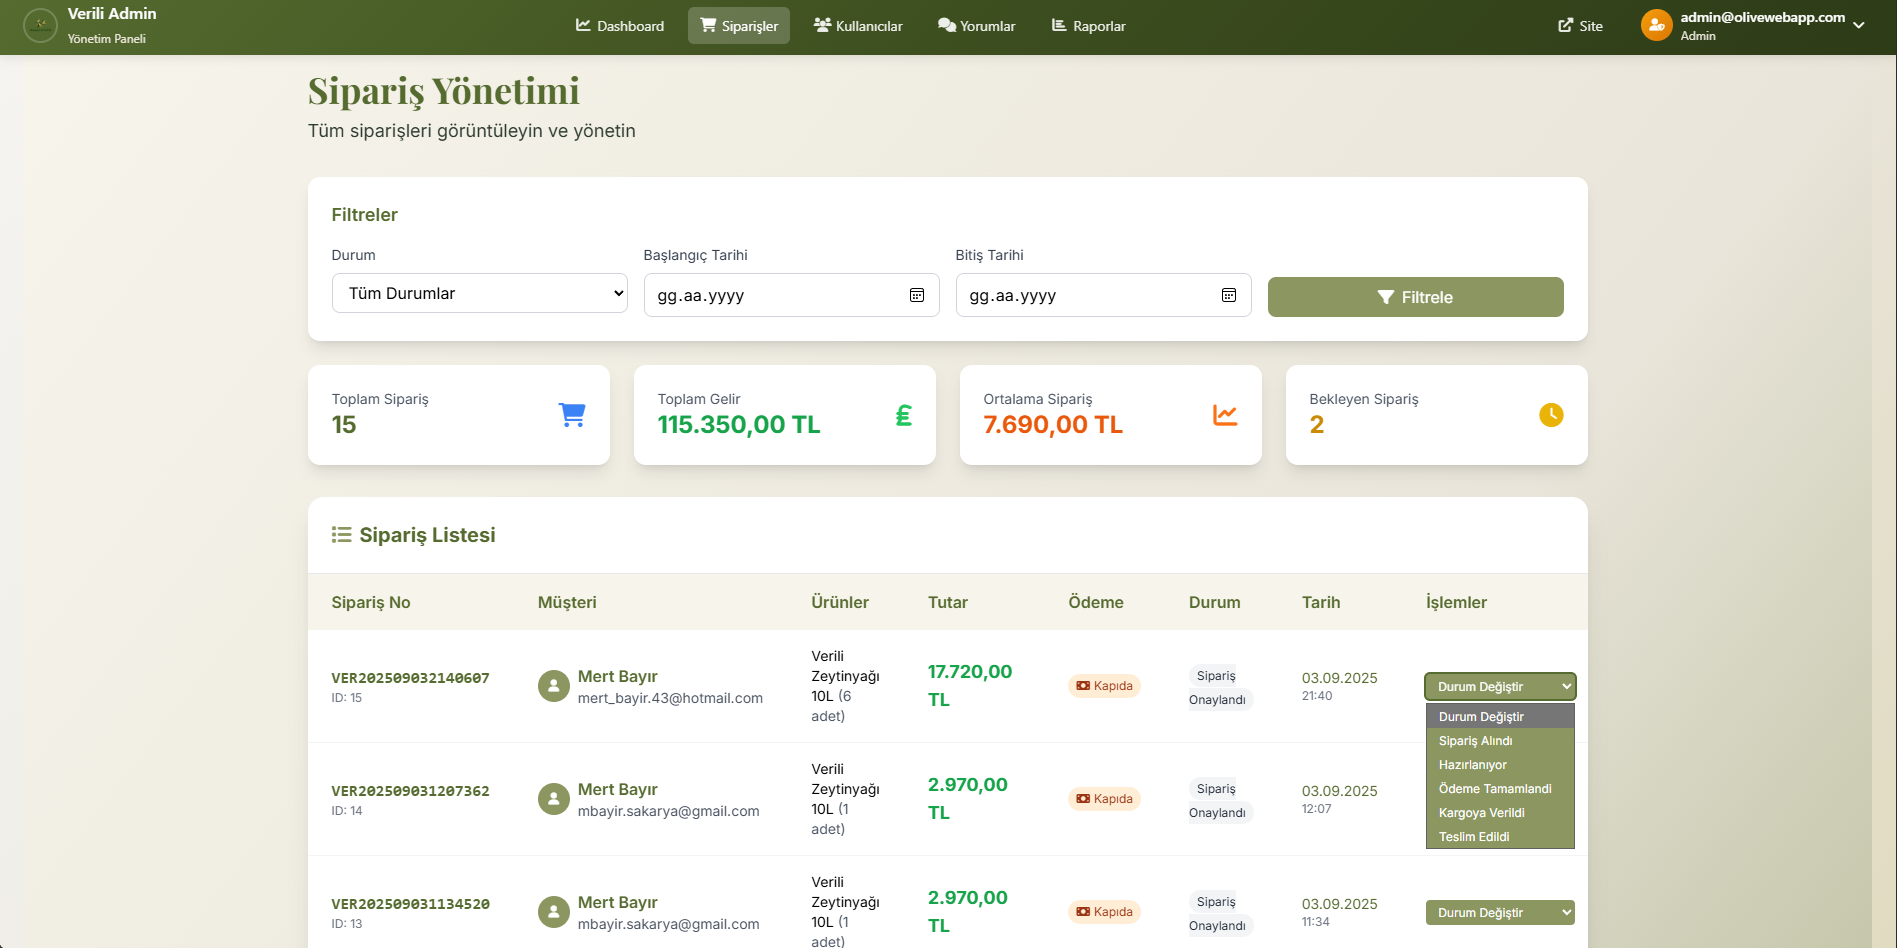 Verili Admin
Yönetim Paneli
Dashboard
Siparişler
Kullanıcılar
Yorumlar
Raporlar
Site
admin@olivewebapp.com
Admin
Sipariş Yönetimi
Tüm siparişleri görüntüleyin ve yönetin
Filtreler
Durum
Başlangıç Tarihi
Bitiş Tarihi
Tüm Durumlar
gg.aa.yyyy
gg.aa.yyyy
Filtrele
Toplam Sipariş
15
Toplam Gelir
115.350,00 TL
Ortalama Sipariş
7.690,00 TL
Bekleyen Sipariş
2
Sipariş Listesi
Sipariş No
Müşteri
Ürünler
Tutar
Ödeme
Durum
Tarih
İşlemler
VER202509032140607
ID: 15
Mert Bayır
mert_bayir.43@hotmail.com
Verili
Zeytinyağı
10L (6
adet)
17.720,00
TL
Kapıda
Sipariş
Onaylandı
03.09.2025
21:40
Durum Değiştir
Durum Değiştir
Sipariş Alındı
Hazırlanıyor
Ödeme Tamamlandi
Kargoya Verildi
Teslim Edildi
VER202509031207362
ID: 14
Mert Bayır
mbayir.sakarya@gmail.com
Verili
Zeytinyağı
10L (1
adet)
2.970,00
TL
Kapıda
Sipariş
Onaylandı
03.09.2025
12:07
VER202509031134520
ID: 13
Mert Bayır
mbayir.sakarya@gmail.com
Verili
Zeytinyağı
10L (1
adet)
2.970,00
TL
Kapıda
Sipariş
Onaylandı
03.09.2025
11:34
Durum Değiştir